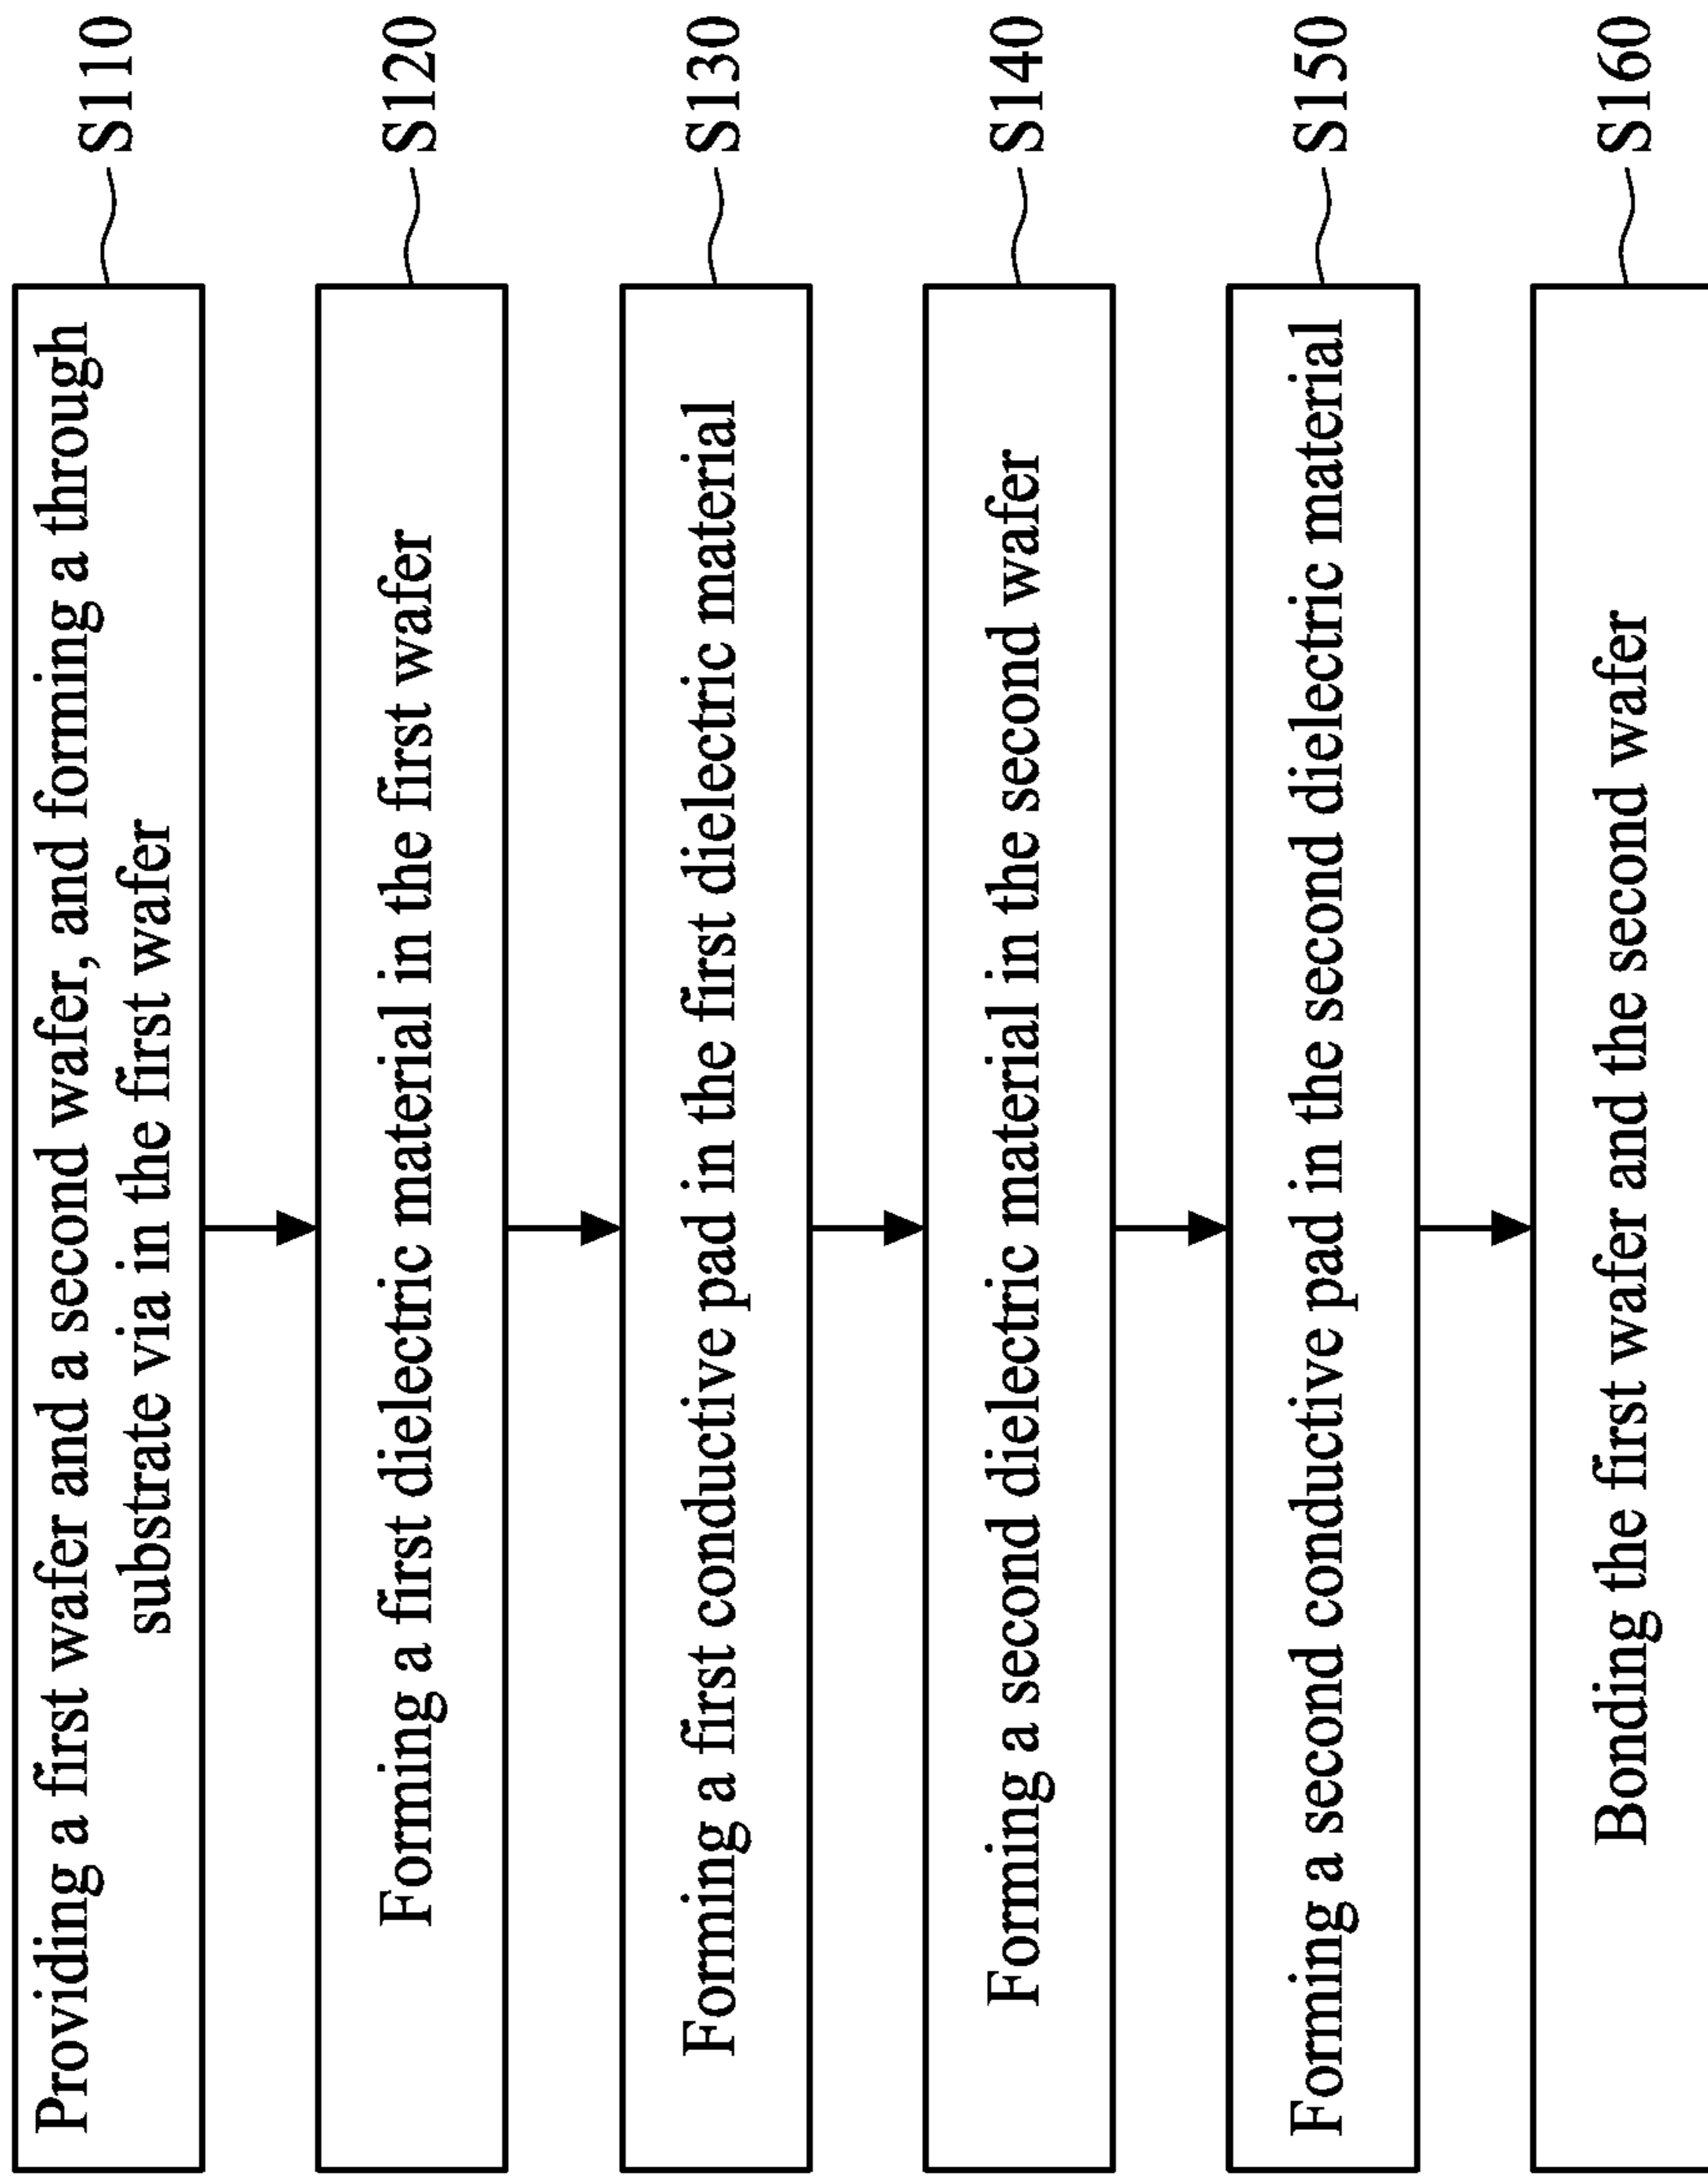 Providing a first wafer and a second wafer, and forming a through
substrate via in the first wafer
S110
Forming a first dielectric material in the first wafer
S120
Forming a first conductive pad in the first dielectric material
S130
Forming a second dielectric material in the second wafer
S140
Forming a second conductive pad in the second dielectric material
S150
Bonding the first wafer and the second wafer
S160